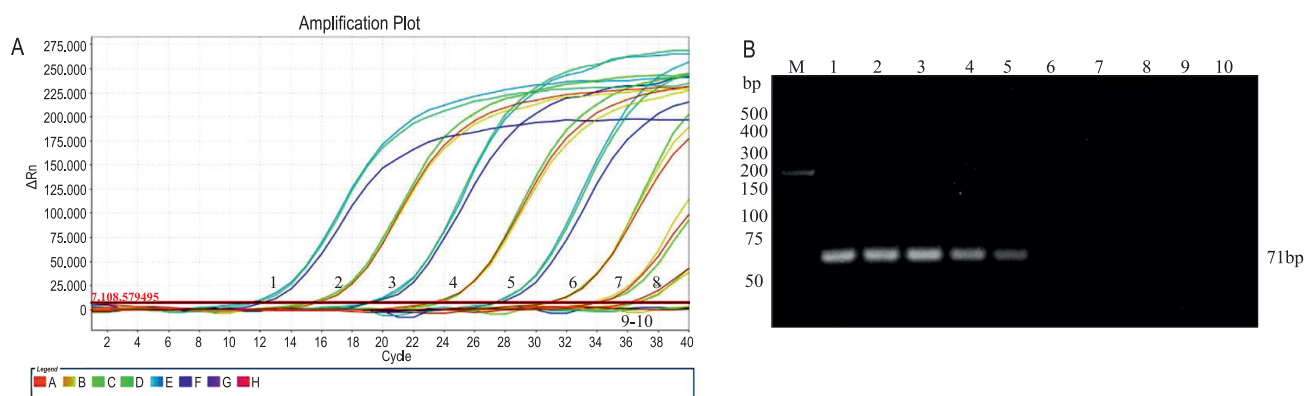 A
Amplification Plot
275.000
250.000
225.000
200.000
175.000
150.000
125.000
100.000
75.000
50.000
25.000
0
ΔRn
7.108.579495
1 2 3 4 5 6 7 8
9-10
2 4 6 8 10 12 14 16 18 20 22 24 26 28 30 32 34 36 38 40
Cycle
Legend
A B C D E F G H
B
M 1 2 3 4 5 6 7 8 9 10
bp
500
400
300
200
150
100
75
50
71bp